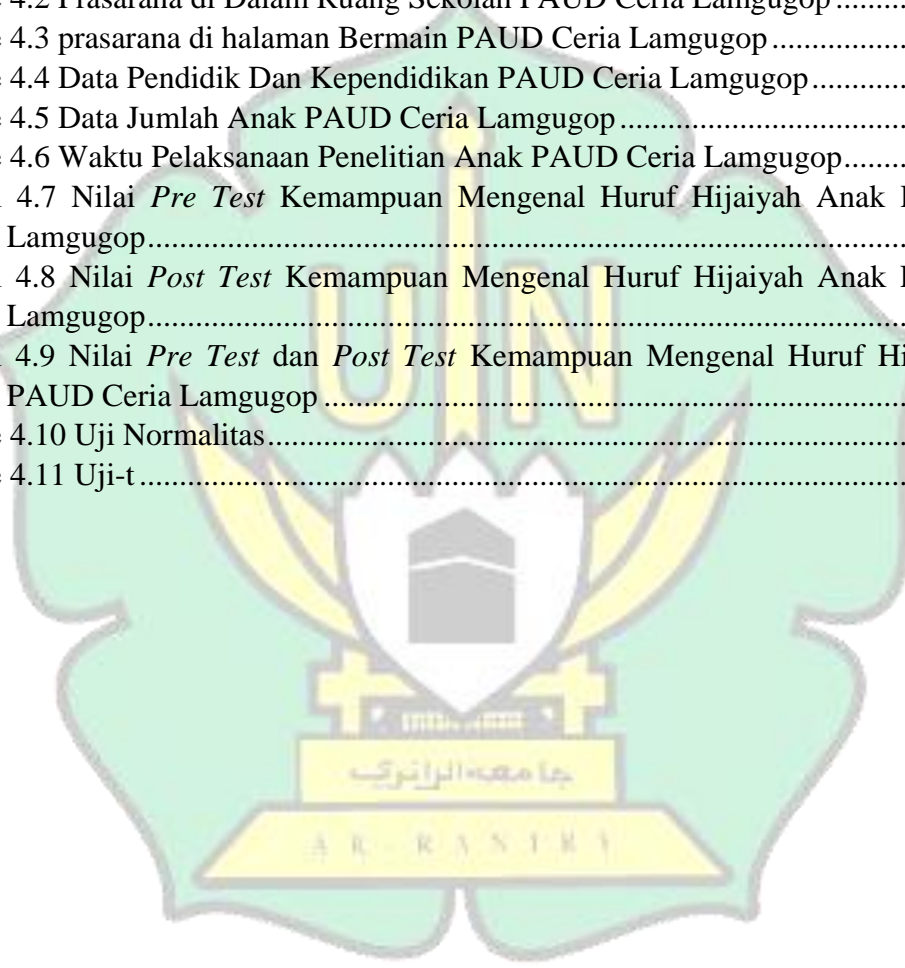 4.2 Prasarana di Dalam Ruang Sekolah PAUD Ceria Lamgugop
4.3 prasarana di halaman Bermain PAUD Ceria Lamgugop
4.4 Data Pendidik Dan Kependidikan PAUD Ceria Lamgugop
4.5 Data Jumlah Anak PAUD Ceria Lamgugop
4.6 Waktu Pelaksanaan Penelitian Anak PAUD Ceria Lamgugop
4.7 Nilai Pre Test Kemampuan Mengenal Huruf Hijaiyah Anak
Lamgugop
4.8 Nilai Post Test Kemampuan Mengenal Huruf Hijaiyah Anak
Lamgugop
4.9 Nilai Pre Test dan Post Test Kemampuan Mengenal Huruf Hi
PAUD Ceria Lamgugop
4.10 Uji Normalitas
4.11 Uji-t
UIN
جامعة الرانري
AR-RANIRY